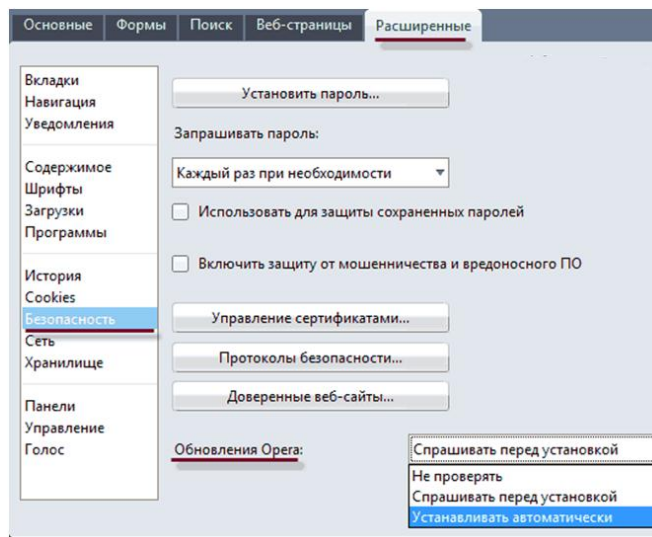 Основные Формы Поиск Веб-страницы Расширенные
Вкладки
Навигация
Уведомления
Содержимое
Шрифты
Загрузки
Программы
История
Cookies
Безопасность
Сеть
Хранилище
Панели
Управление
Голос
Установить пароль...
Запрашивать пароль:
Каждый раз при необходимости
Использовать для защиты сохраненных паролей
Включить защиту от мошенничества и вредоносного ПО
Управление сертификатами...
Протоколы безопасности...
Доверенные веб-сайты...
Обновления Opera: Спрашивать перед установкой
Не проверять
Спрашивать перед установкой
Устанавливать автоматически